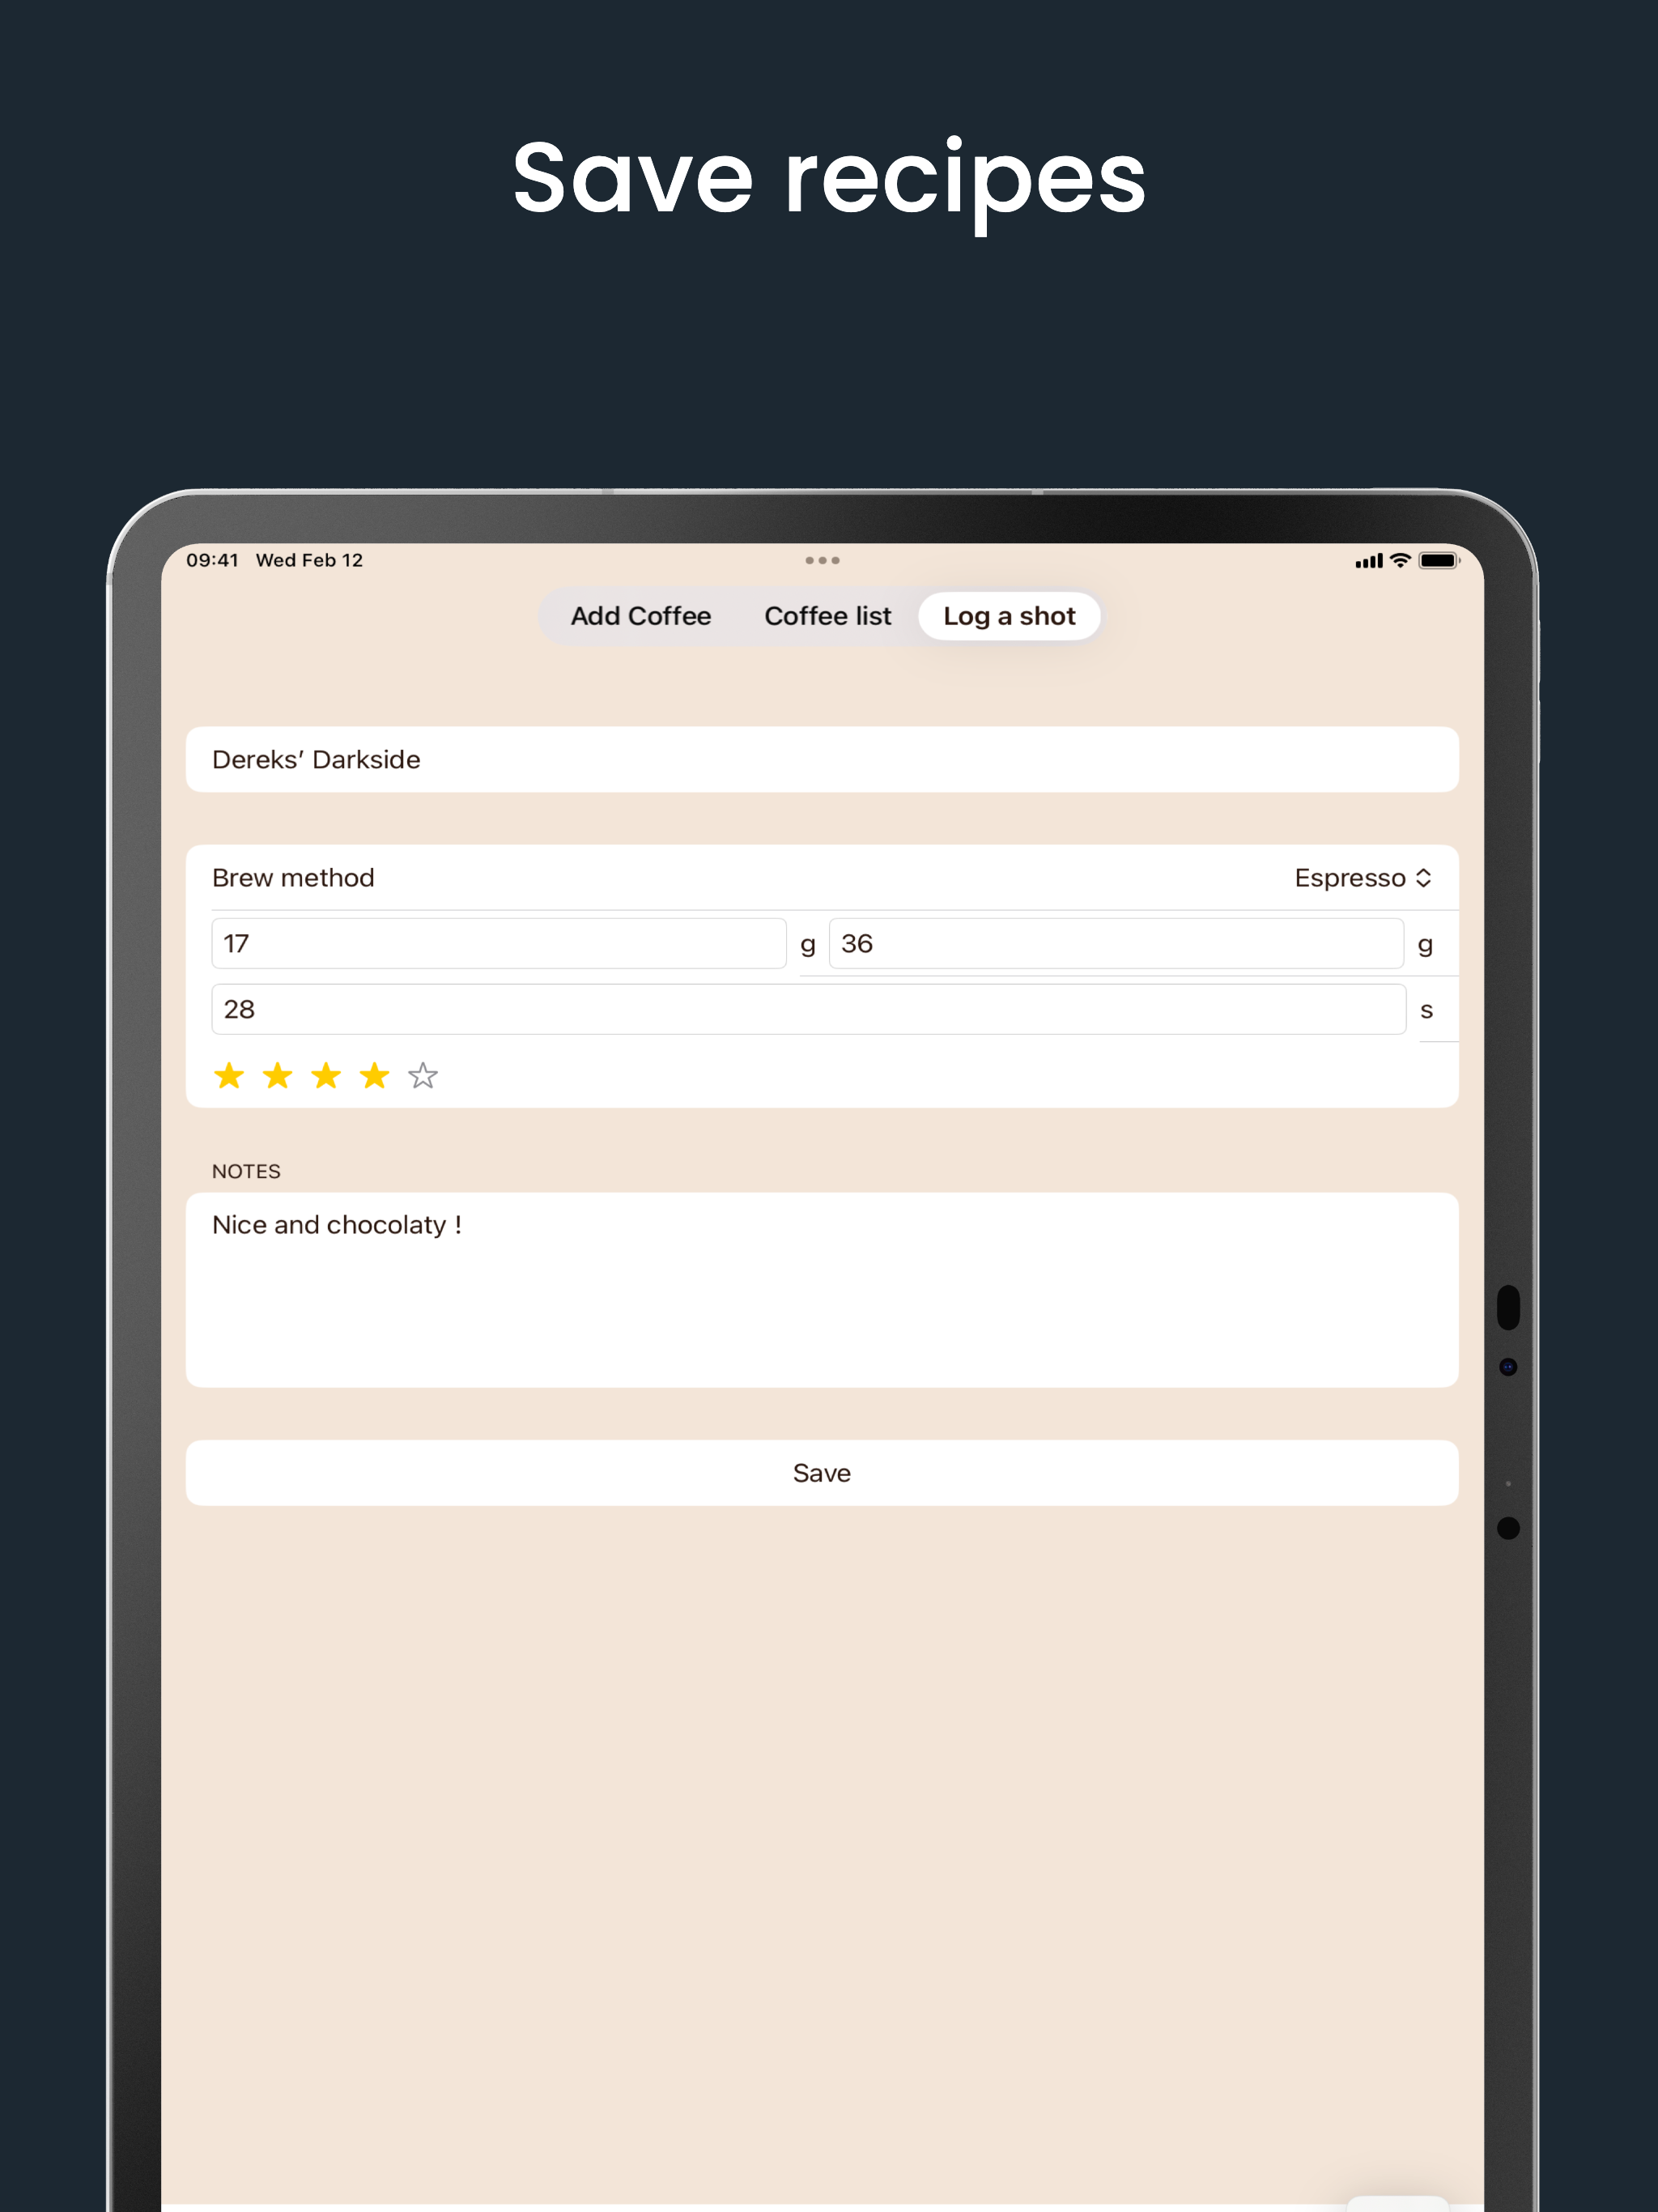 Save recipes
09:41 Wed Feb 12
Add Coffee Coffee list Log a shot
Dereks’ Darkside
Brew method Espresso
17 g 36 g
28 s
NOTES
Nice and chocolaty !
Save